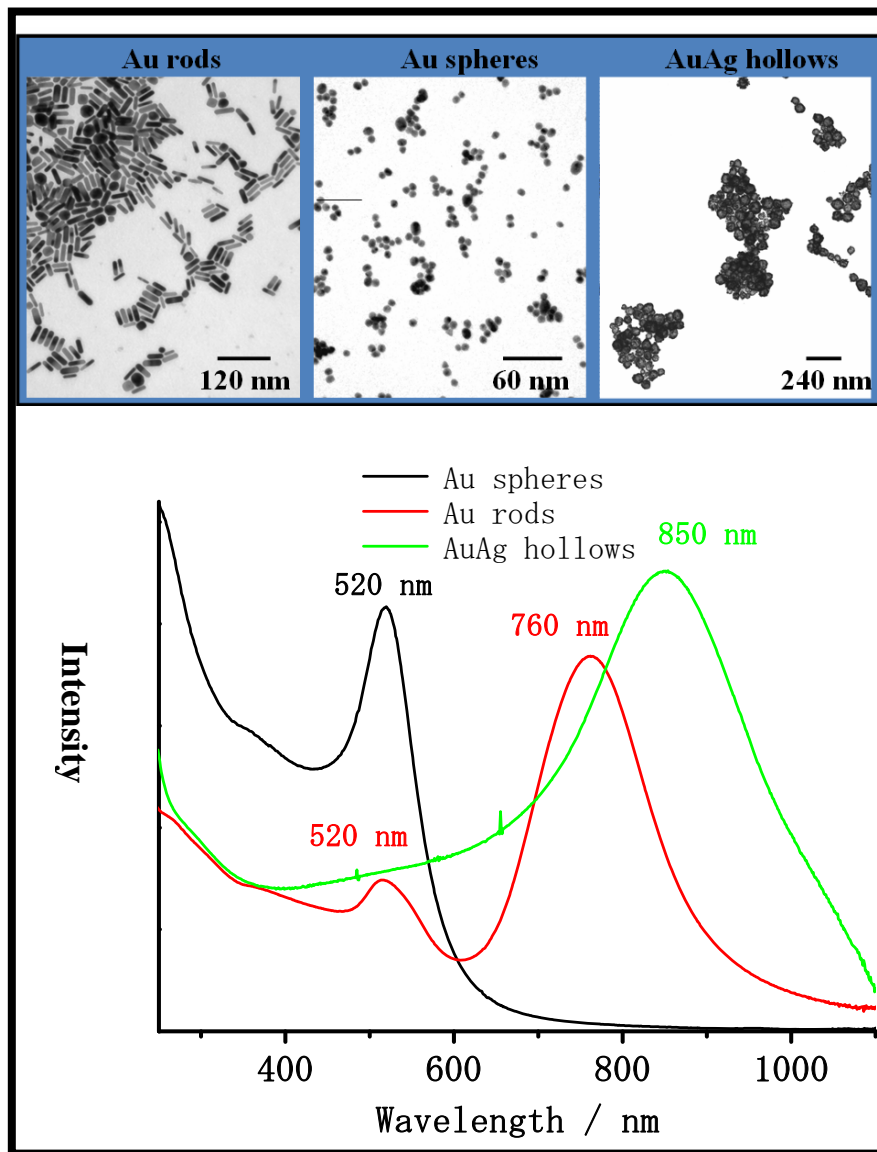 Au rods
Au spheres
AuAg hollows
120 nm
60 nm
240 nm
Au spheres
Au rods
AuAg hollows
850 nm
520 nm
760 nm
520 nm
Intensity
400 600 800 1000
Wavelength / nm